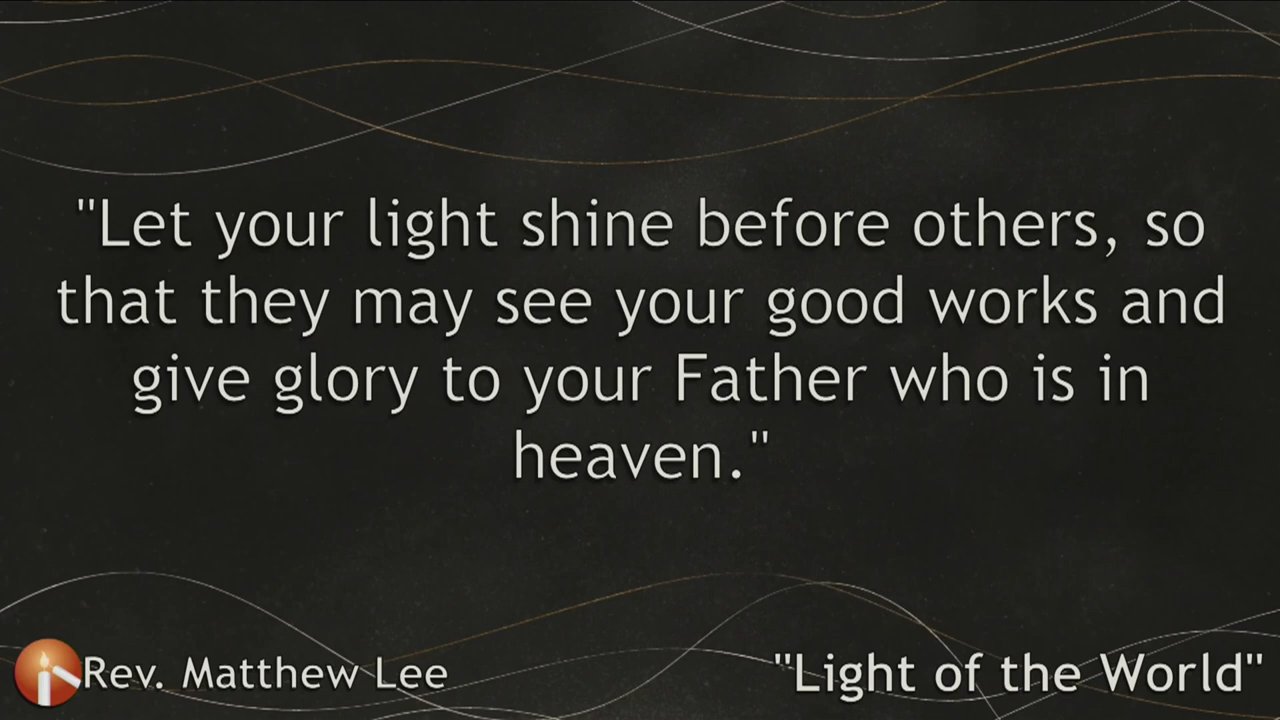 "Let your light shine before others, so
that they may see your good works and
give glory to your Father who is in
heaven."
Rev. Matthew Lee
"Light of the World"